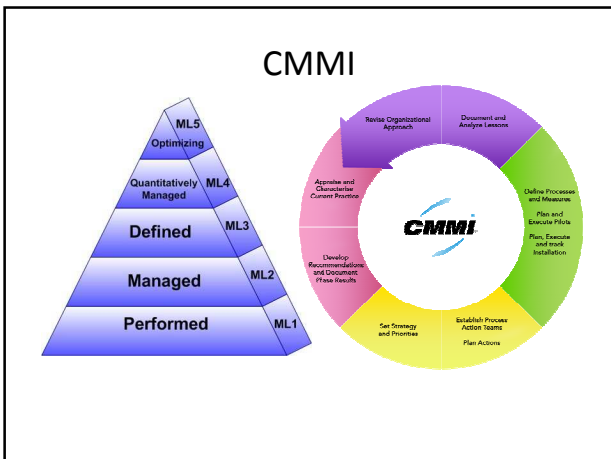 CMMI
ML5
Optimizing
ML4
Quantitatively
Managed
ML3
Defined
ML2
Managed
ML1
Performed
Revise Organizational
Approach
Document and
Analyze Lessons
Appraise and
Characterise
Current Practice
Define Processes
and Measures
Plan and
Execute Pilots
Plan, Execute
and track
Installation
CMMI
Develop
Recommendations
and Document
Phase Results
Set Strategy
and Priorities
Establish Process
Action Teams
Plan Actions